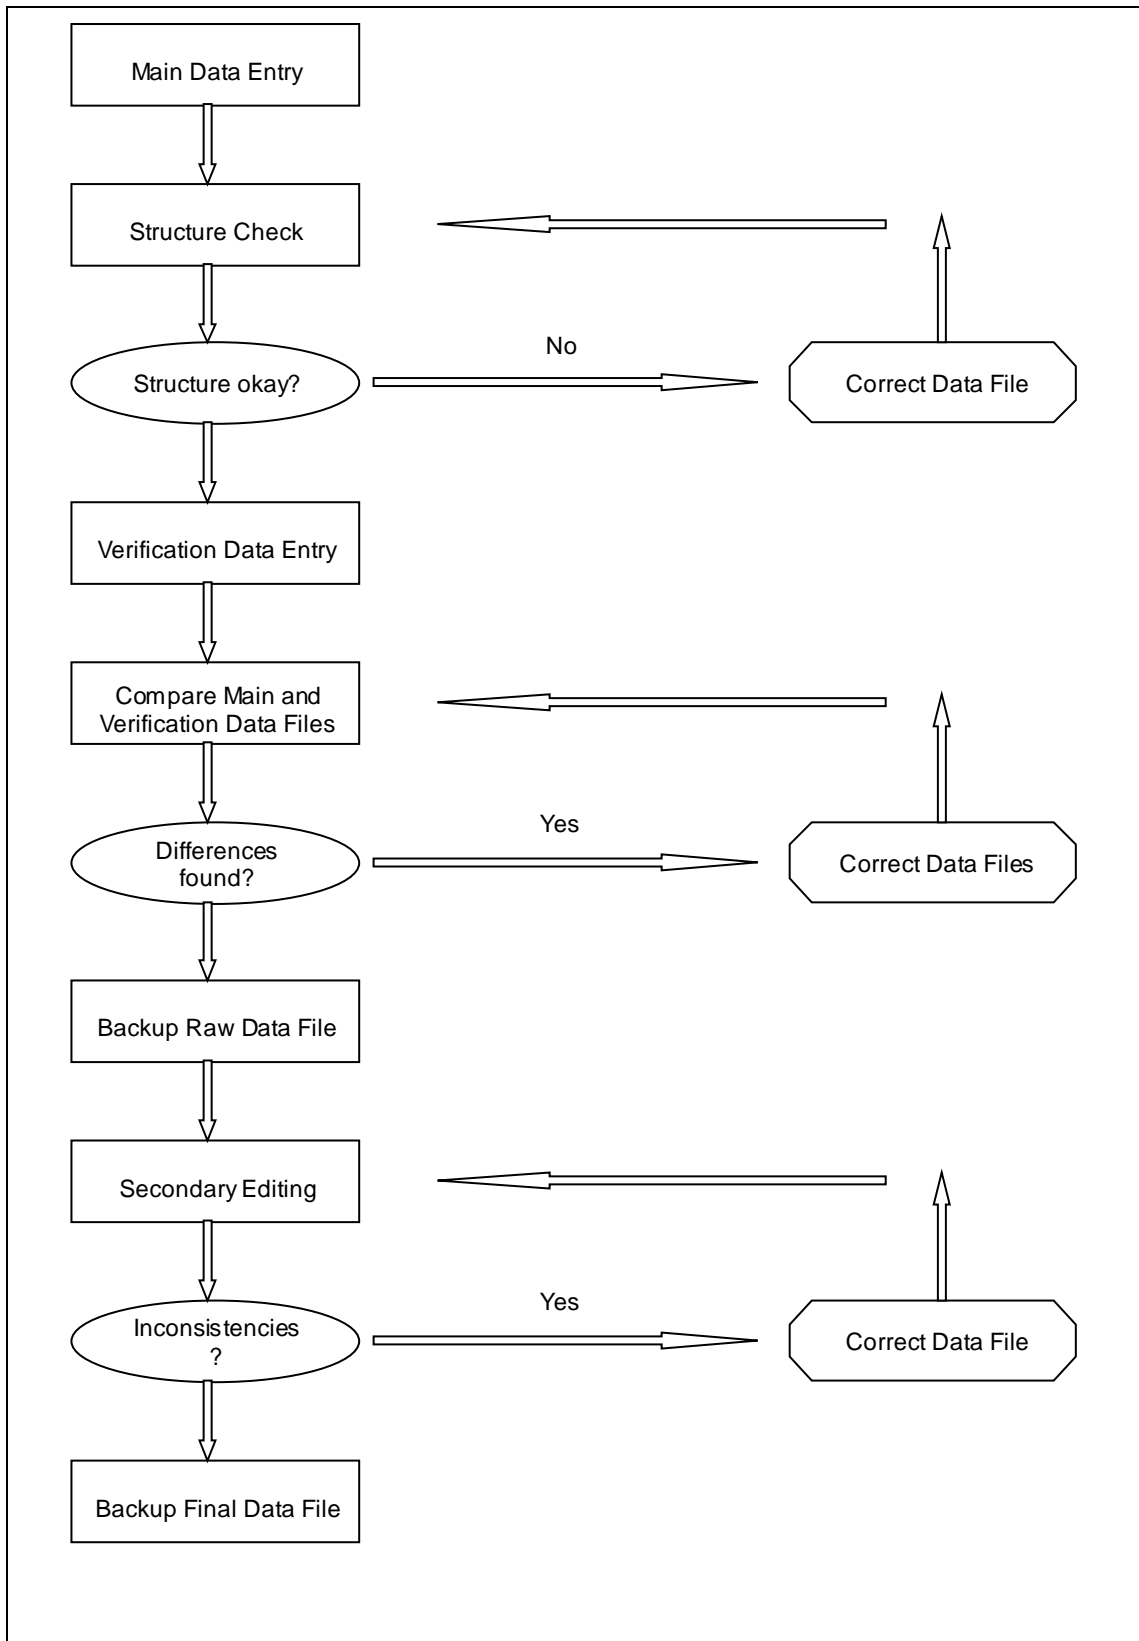 Main Data Entry
Structure Check
No
Structure okay?
Correct Data File
Verification Data Entry
Compare Main and
Verification Data Files
Yes
Differences
found?
Correct Data Files
Backup Raw Data File
Secondary Editing
Yes
Inconsistencies
?
Correct Data File
Backup Final Data File